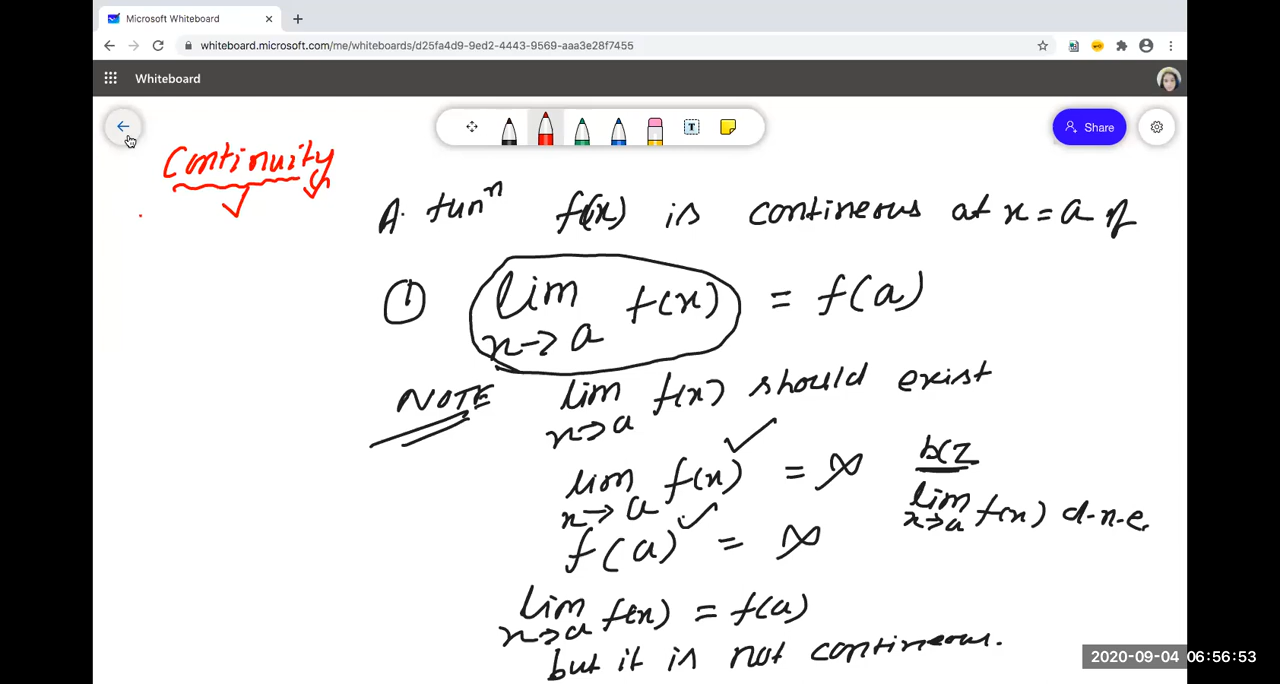 Microsoft Whiteboard
whiteboard.microsoft.com/me/whiteboards/d25fa4d9-9ed2-4443-9569-aaa3e28f7455
Whiteboard
Share
Continuity
A funⁿ f(x) is contineous at x = a if
① lim x→a f(x) = f(a)
NOTE lim x→a f(x) should exist
lim x→a f(x) = ∞ bcz
lim x→a f(x) d.n.e.
f(a) = ∞
lim x→a f(x) = f(a)
but it is not contineous.
2020-09-04 06:56:53